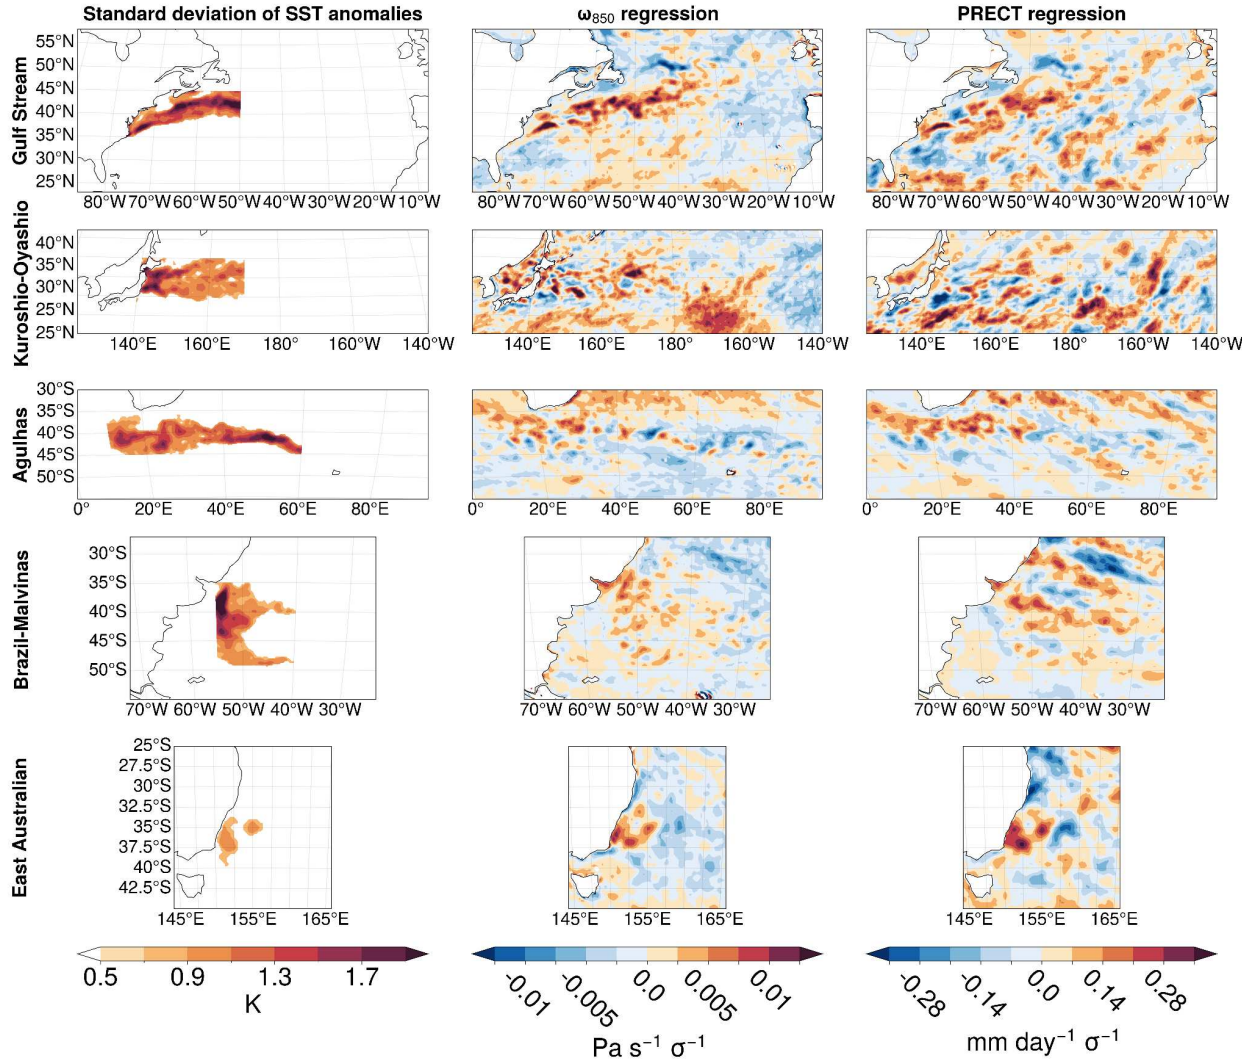 Standard deviation of SST anomalies
ω850 regression
PRECT regression
Gulf Stream
55°N
50°N
45°N
40°N
35°N
30°N
25°N
80°W 70°W 60°W 50°W 40°W 30°W 20°W 10°W
80°W 70°W 60°W 50°W 40°W 30°W 20°W 10°W
80°W 70°W 60°W 50°W 40°W 30°W 20°W 10°W
Kuroshio-Oyashio
40°N
35°N
30°N
25°N
25°N
140°E 160°E 180° 160°W 140°W
140°E 160°E 180° 160°W 140°W
140°E 160°E 180° 160°W 140°W
Agulhas
30°S
35°S
40°S
45°S
50°S
0° 20°E 40°E 60°E 80°E
0° 20°E 40°E 60°E 80°E
0° 20°E 40°E 60°E 80°E
Brazil-Malvinas
30°S
35°S
40°S
45°S
50°S
70°W 60°W 50°W 40°W 30°W
70°W 60°W 50°W 40°W 30°W
70°W 60°W 50°W 40°W 30°W
East Australian
25°S
27.5°S
30°S
32.5°S
35°S
37.5°S
40°S
42.5°S
145°E 155°E 165°E
145°E 155°E 165°E
145°E 155°E 165°E
0.5 0.9 1.3 1.7
K
-0.01 -0.005 0.0 0.005 0.01
Pa s⁻¹ σ⁻¹
-0.28 -0.14 0.0 0.14 0.28
mm day⁻¹ σ⁻¹